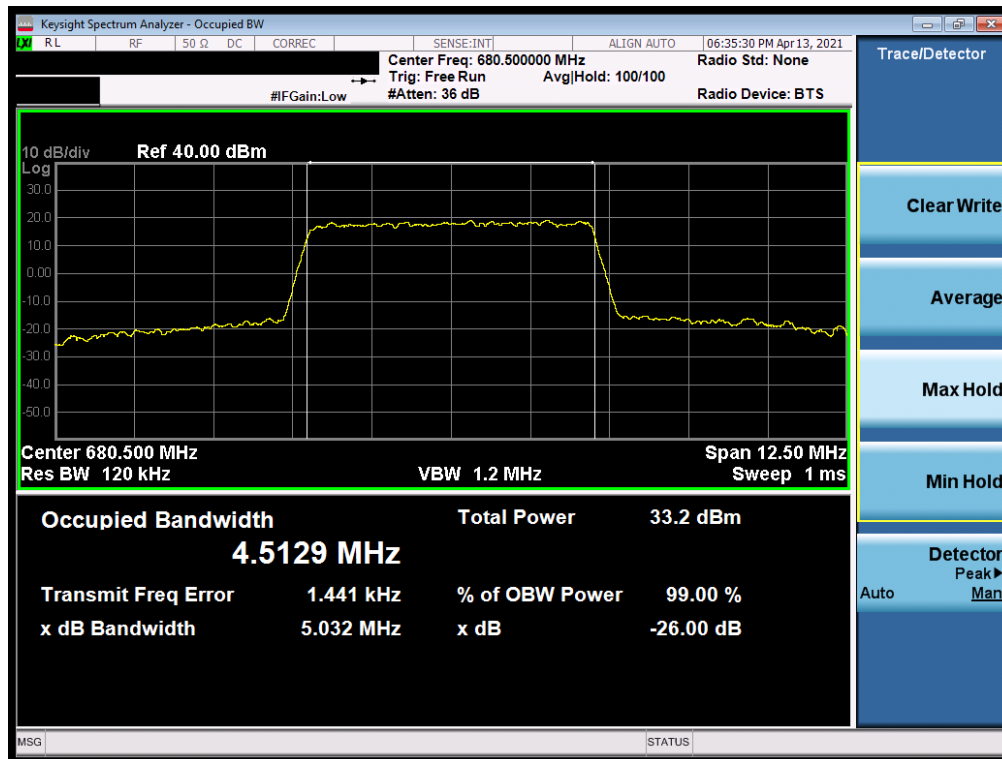 Keysight Spectrum Analyzer - Occupied BW
LXI RL RF 50 Ω DC CORREC SENSE:INT ALIGN AUTO 06:35:30 PM Apr 13, 2021
Center Freq: 680.500000 MHz Radio Std: None
Trig: Free Run Avg|Hold: 100/100
#IFGain:Low #Atten: 36 dB Radio Device: BTS
Trace/Detector
10 dB/div Ref 40.00 dBm
Log
30.0
20.0
10.0
0.00
-10.0
-20.0
-30.0
-40.0
-50.0
Center 680.500 MHz Span 12.50 MHz
Res BW 120 kHz VBW 1.2 MHz Sweep 1 ms
Occupied Bandwidth Total Power 33.2 dBm
4.5129 MHz
Transmit Freq Error 1.441 kHz % of OBW Power 99.00 %
x dB Bandwidth 5.032 MHz x dB -26.00 dB
Clear Write
Average
Max Hold
Min Hold
Detector
Peak▶
Auto Man
MSG STATUS